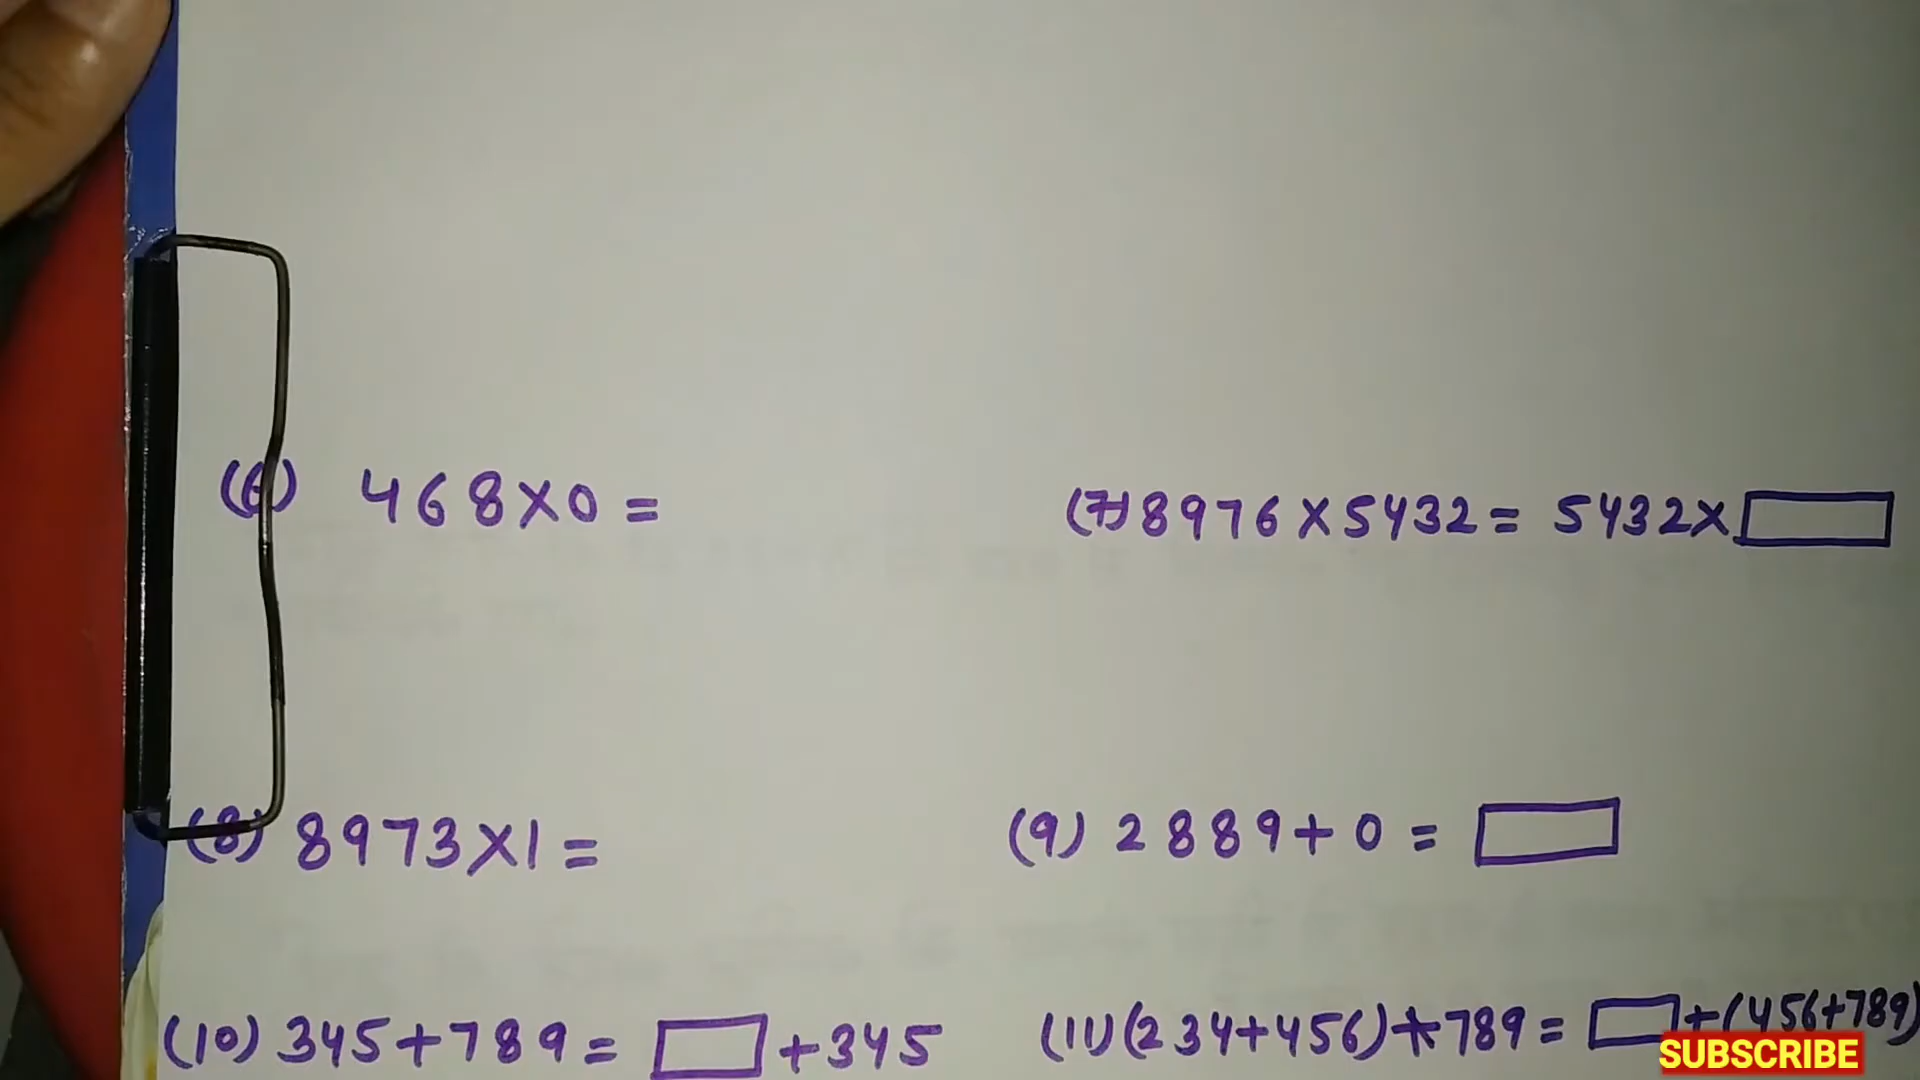 (6) 468×0 =
(7) 8976×5432 = 5432×
(8) 8973×1 =
(9) 2889+0 =
(10) 345+789 = +345
(11) (234+456)+789 = +(456+789)
SUBSCRIBE